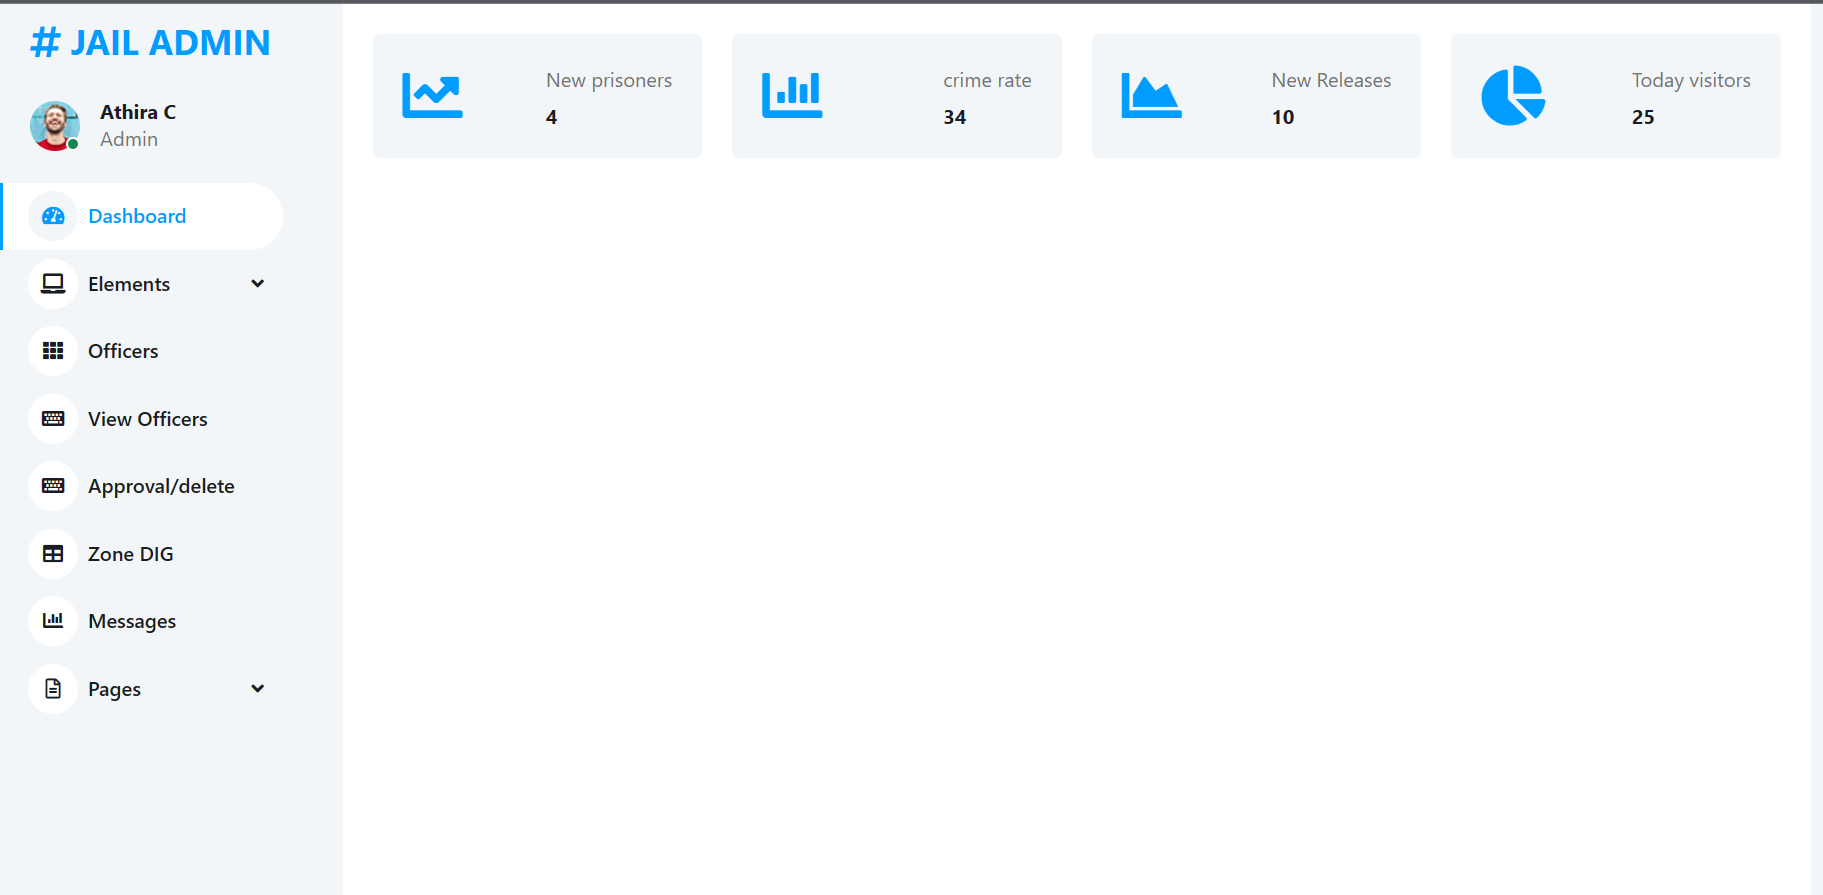 # JAIL ADMIN
Athira C
Admin
Dashboard
Elements
Officers
View Officers
Approval/delete
Zone DIG
Messages
Pages
New prisoners
4
crime rate
34
New Releases
10
Today visitors
25